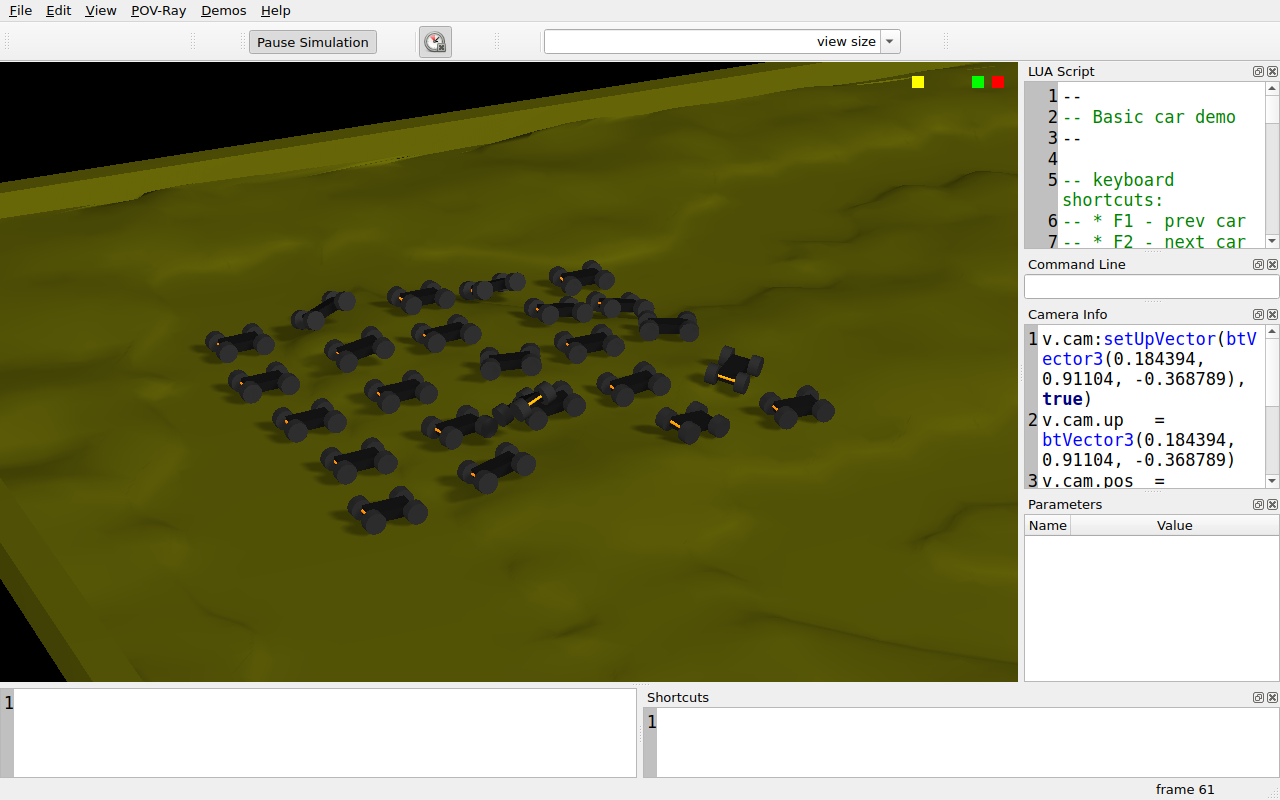 File Edit View POV-Ray Demos Help
Pause Simulation
view size
LUA Script
1 --
2 -- Basic car demo
3 --
4
5 -- keyboard
shortcuts:
6 -- * F1 - prev car
7 -- * F2 - next car
Command Line
Camera Info
1 v.cam:setUpVector(btV
ector3(0.184394,
0.91104, -0.368789),
true)
2 v.cam.up   =
btVector3(0.184394,
0.91104, -0.368789)
3 v.cam.pos  =
Parameters
Name Value
1
Shortcuts
1
frame 61